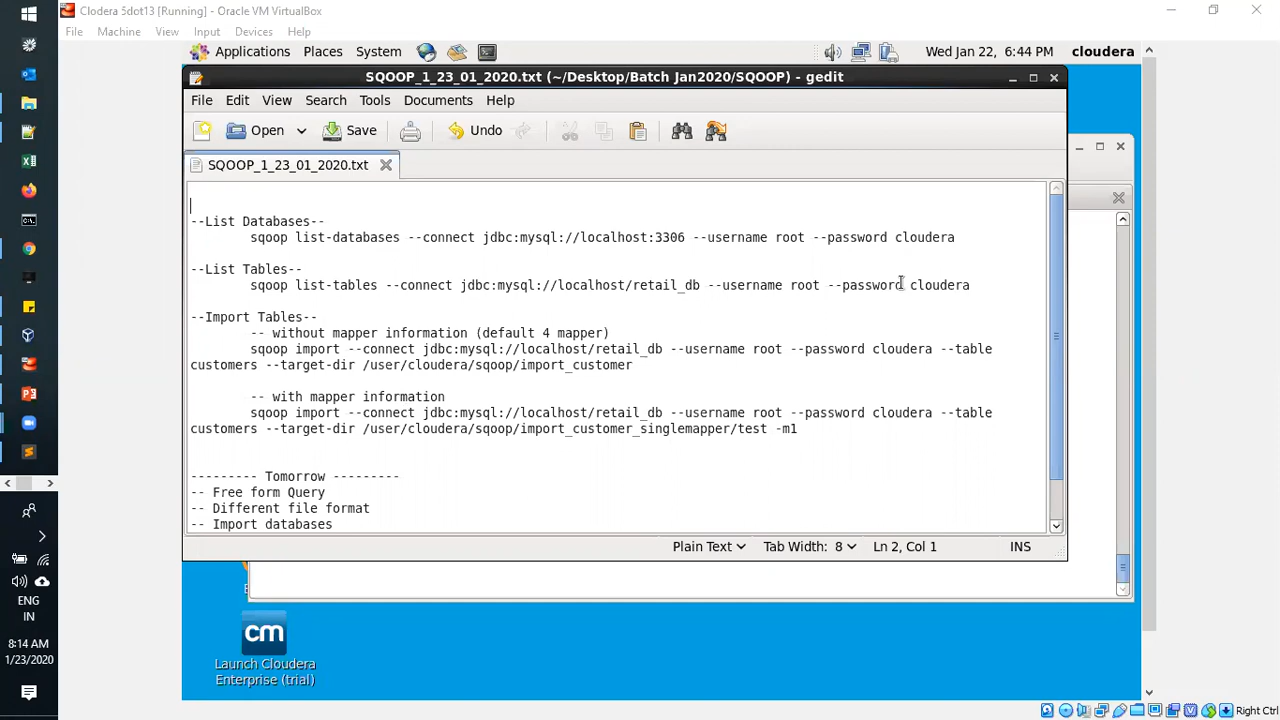 Clodera 5dot13 [Running] - Oracle VM VirtualBox
File Machine View Input Devices Help
Applications Places System
Wed Jan 22, 6:44 PM cloudera
SQOOP_1_23_01_2020.txt (~/Desktop/Batch Jan2020/SQOOP) - gedit
File Edit View Search Tools Documents Help
Open Save Undo
SQOOP_1_23_01_2020.txt
--List Databases--
sqoop list-databases --connect jdbc:mysql://localhost:3306 --username root --password cloudera
--List Tables--
sqoop list-tables --connect jdbc:mysql://localhost/retail_db --username root --password cloudera
--Import Tables--
-- without mapper information (default 4 mapper)
sqoop import --connect jdbc:mysql://localhost/retail_db --username root --password cloudera --table
customers --target-dir /user/cloudera/sqoop/import_customer
-- with mapper information
sqoop import --connect jdbc:mysql://localhost/retail_db --username root --password cloudera --table
customers --target-dir /user/cloudera/sqoop/import_customer_singlemapper/test -m1
--------- Tomorrow ---------
-- Free form Query
-- Different file format
-- Import databases
Plain Text Tab Width: 8 Ln 2, Col 1 INS
cm
Launch Cloudera
Enterprise (trial)
ENG
IN
8:14 AM
1/23/2020
Right Ctrl